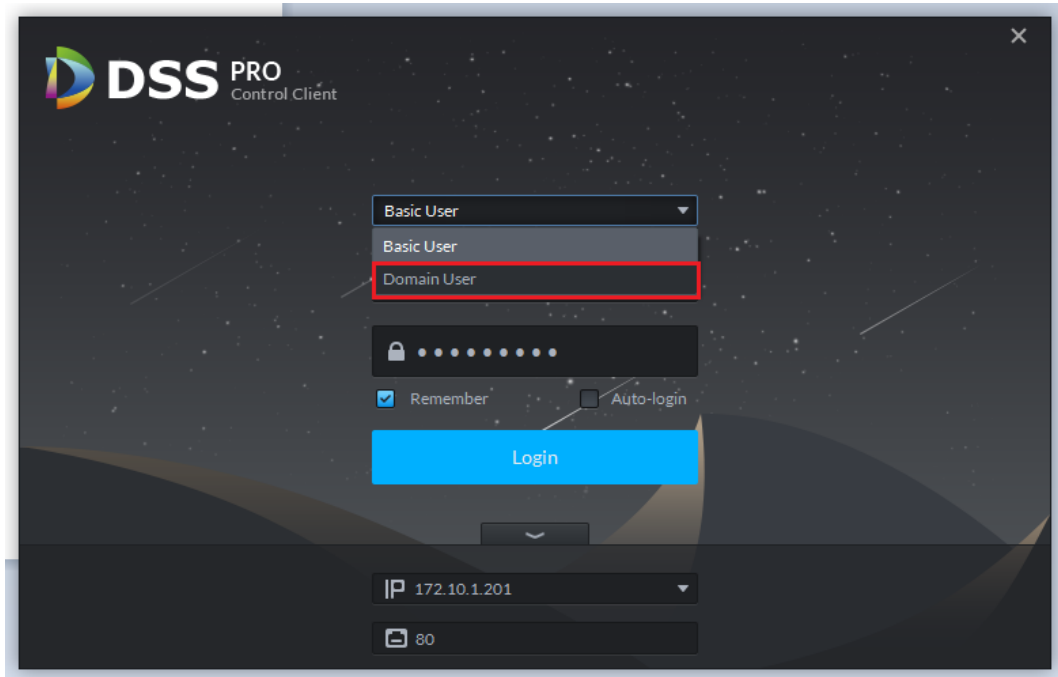 DSS PRO
Control Client
Basic User
Basic User
Domain User
Remember Auto-login
Login
IP 172.10.1.201
80